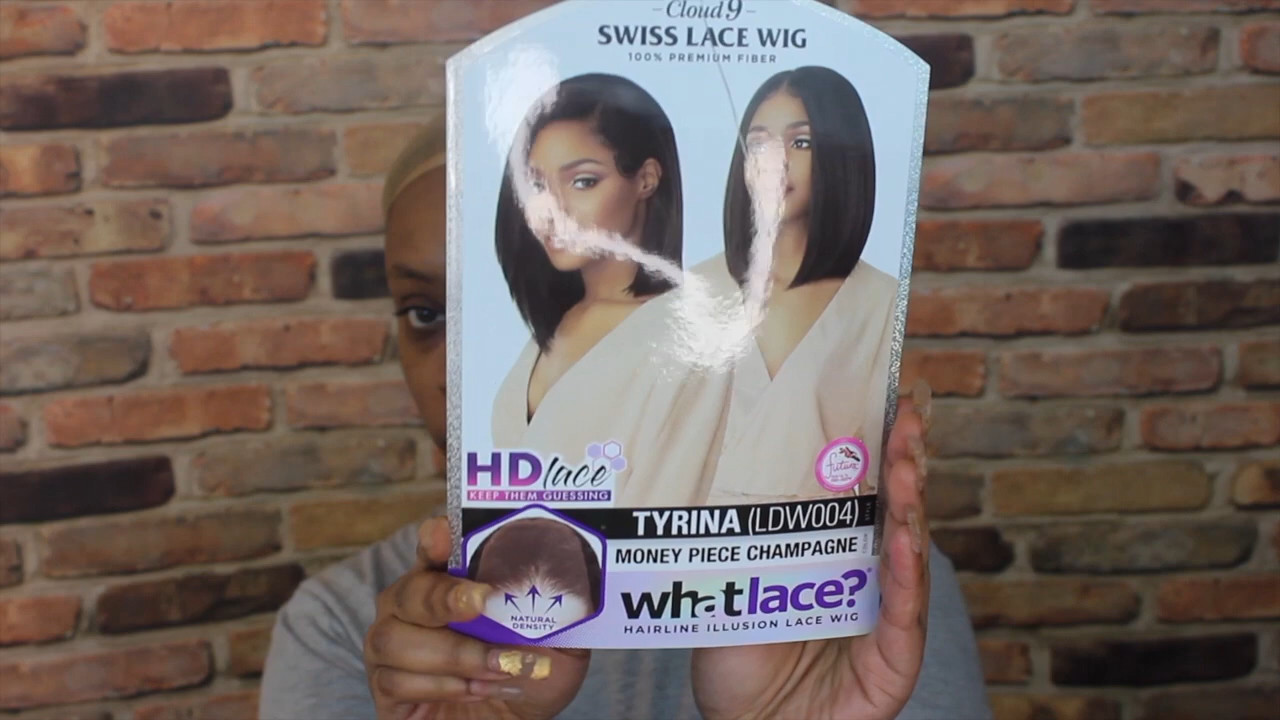 - Cloud 9 -
SWISS LACE WIG
100% PREMIUM FIBER
HD lace
KEEP THEM GUESSING
futura
TYRINA (LDW004)
MONEY PIECE CHAMPAGNE
NATURAL
DENSITY
whatlace?
HAIRLINE ILLUSION LACE WIG